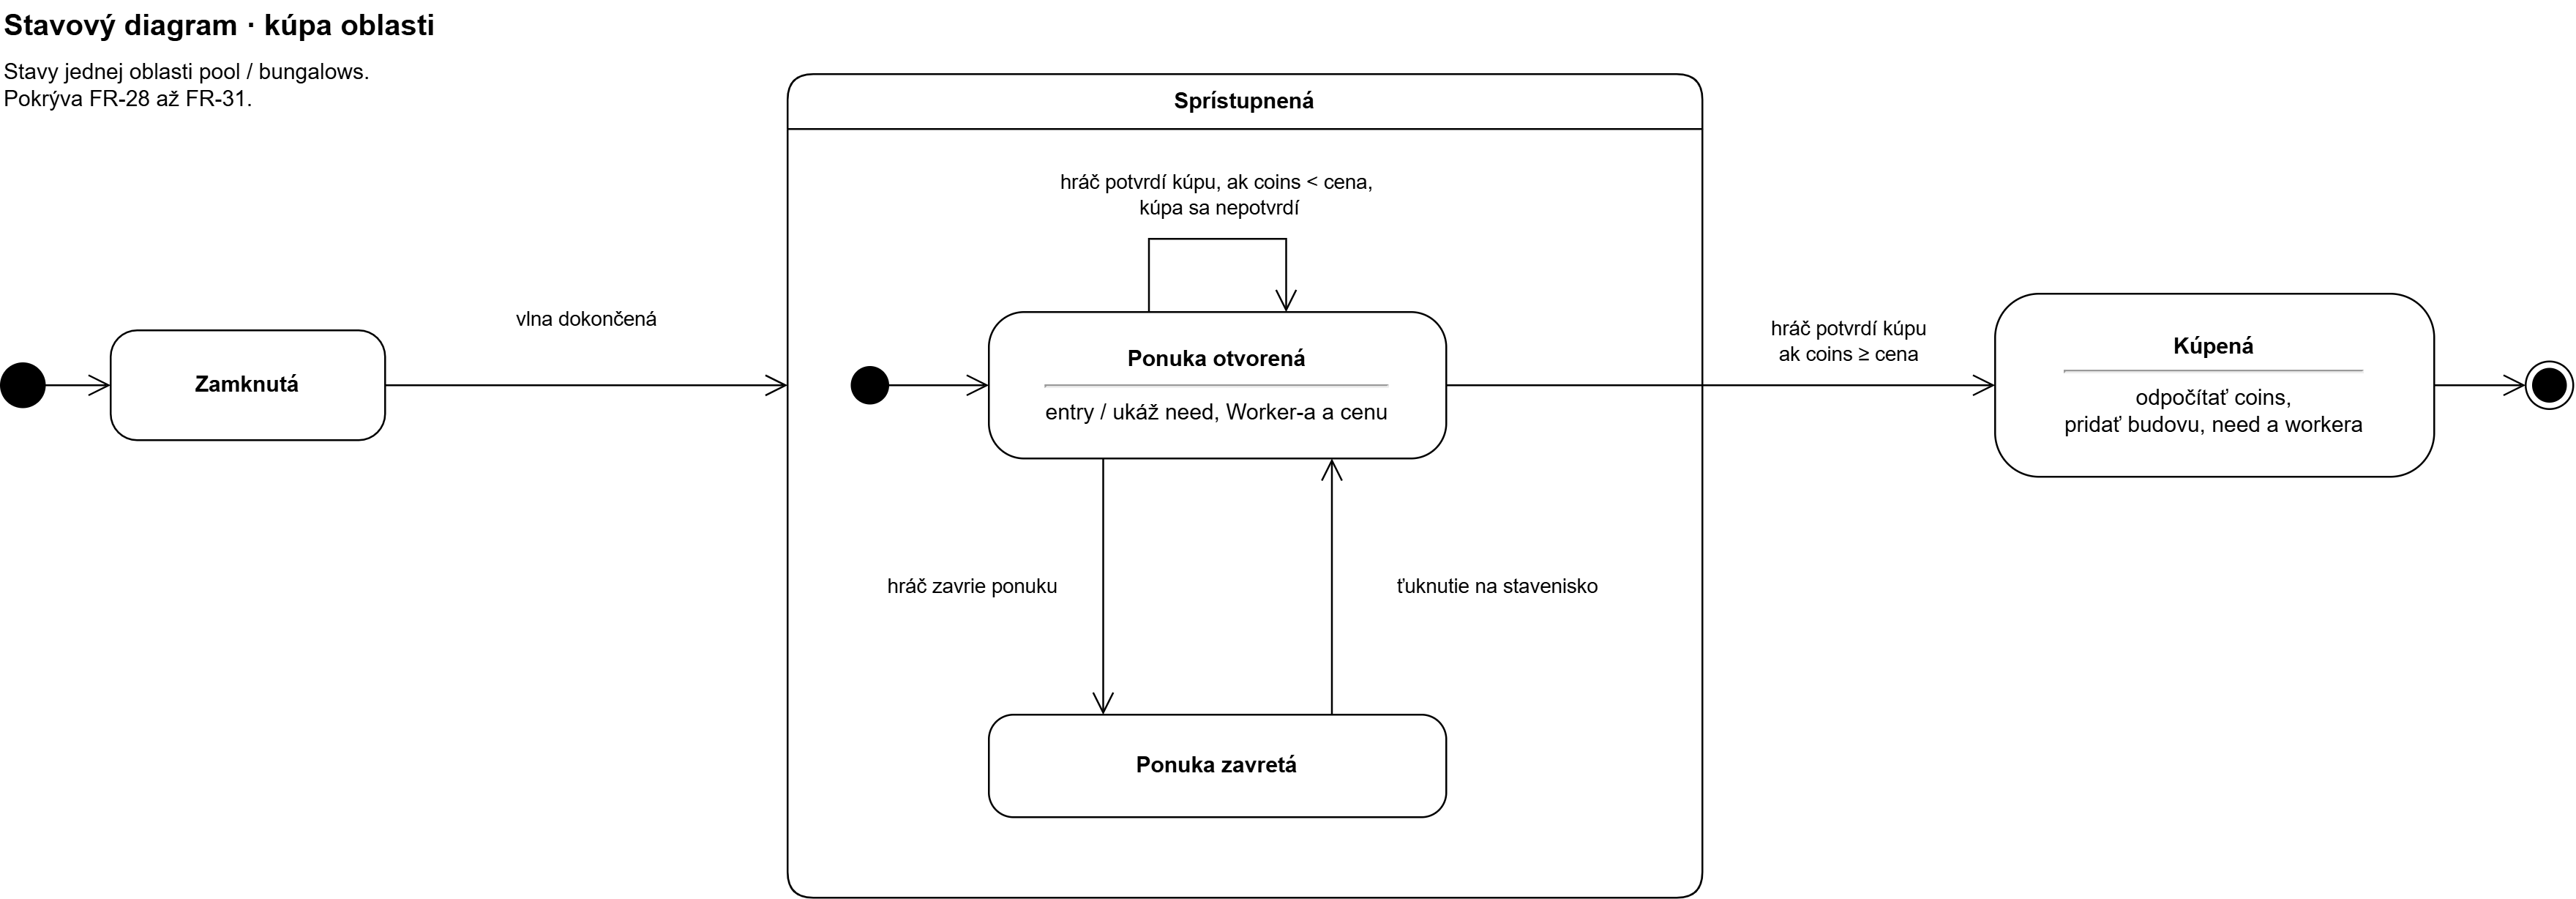 Stavový diagram · kúpa oblasti
Stavy jednej oblasti pool / bungalows.
Pokrýva FR-28 až FR-31.
Sprístupnená
hráč potvrdí kúpu, ak coins < cena,
kúpa sa nepotvrdí
vlna dokončená
Zamknutá
Ponuka otvorená
entry / ukáž need, Worker-a a cenu
hráč potvrdí kúpu
ak coins ≥ cena
Kúpená
odpočítať coins,
pridať budovu, need a workera
hráč zavrie ponuku
ťuknutie na stavenisko
Ponuka zavretá